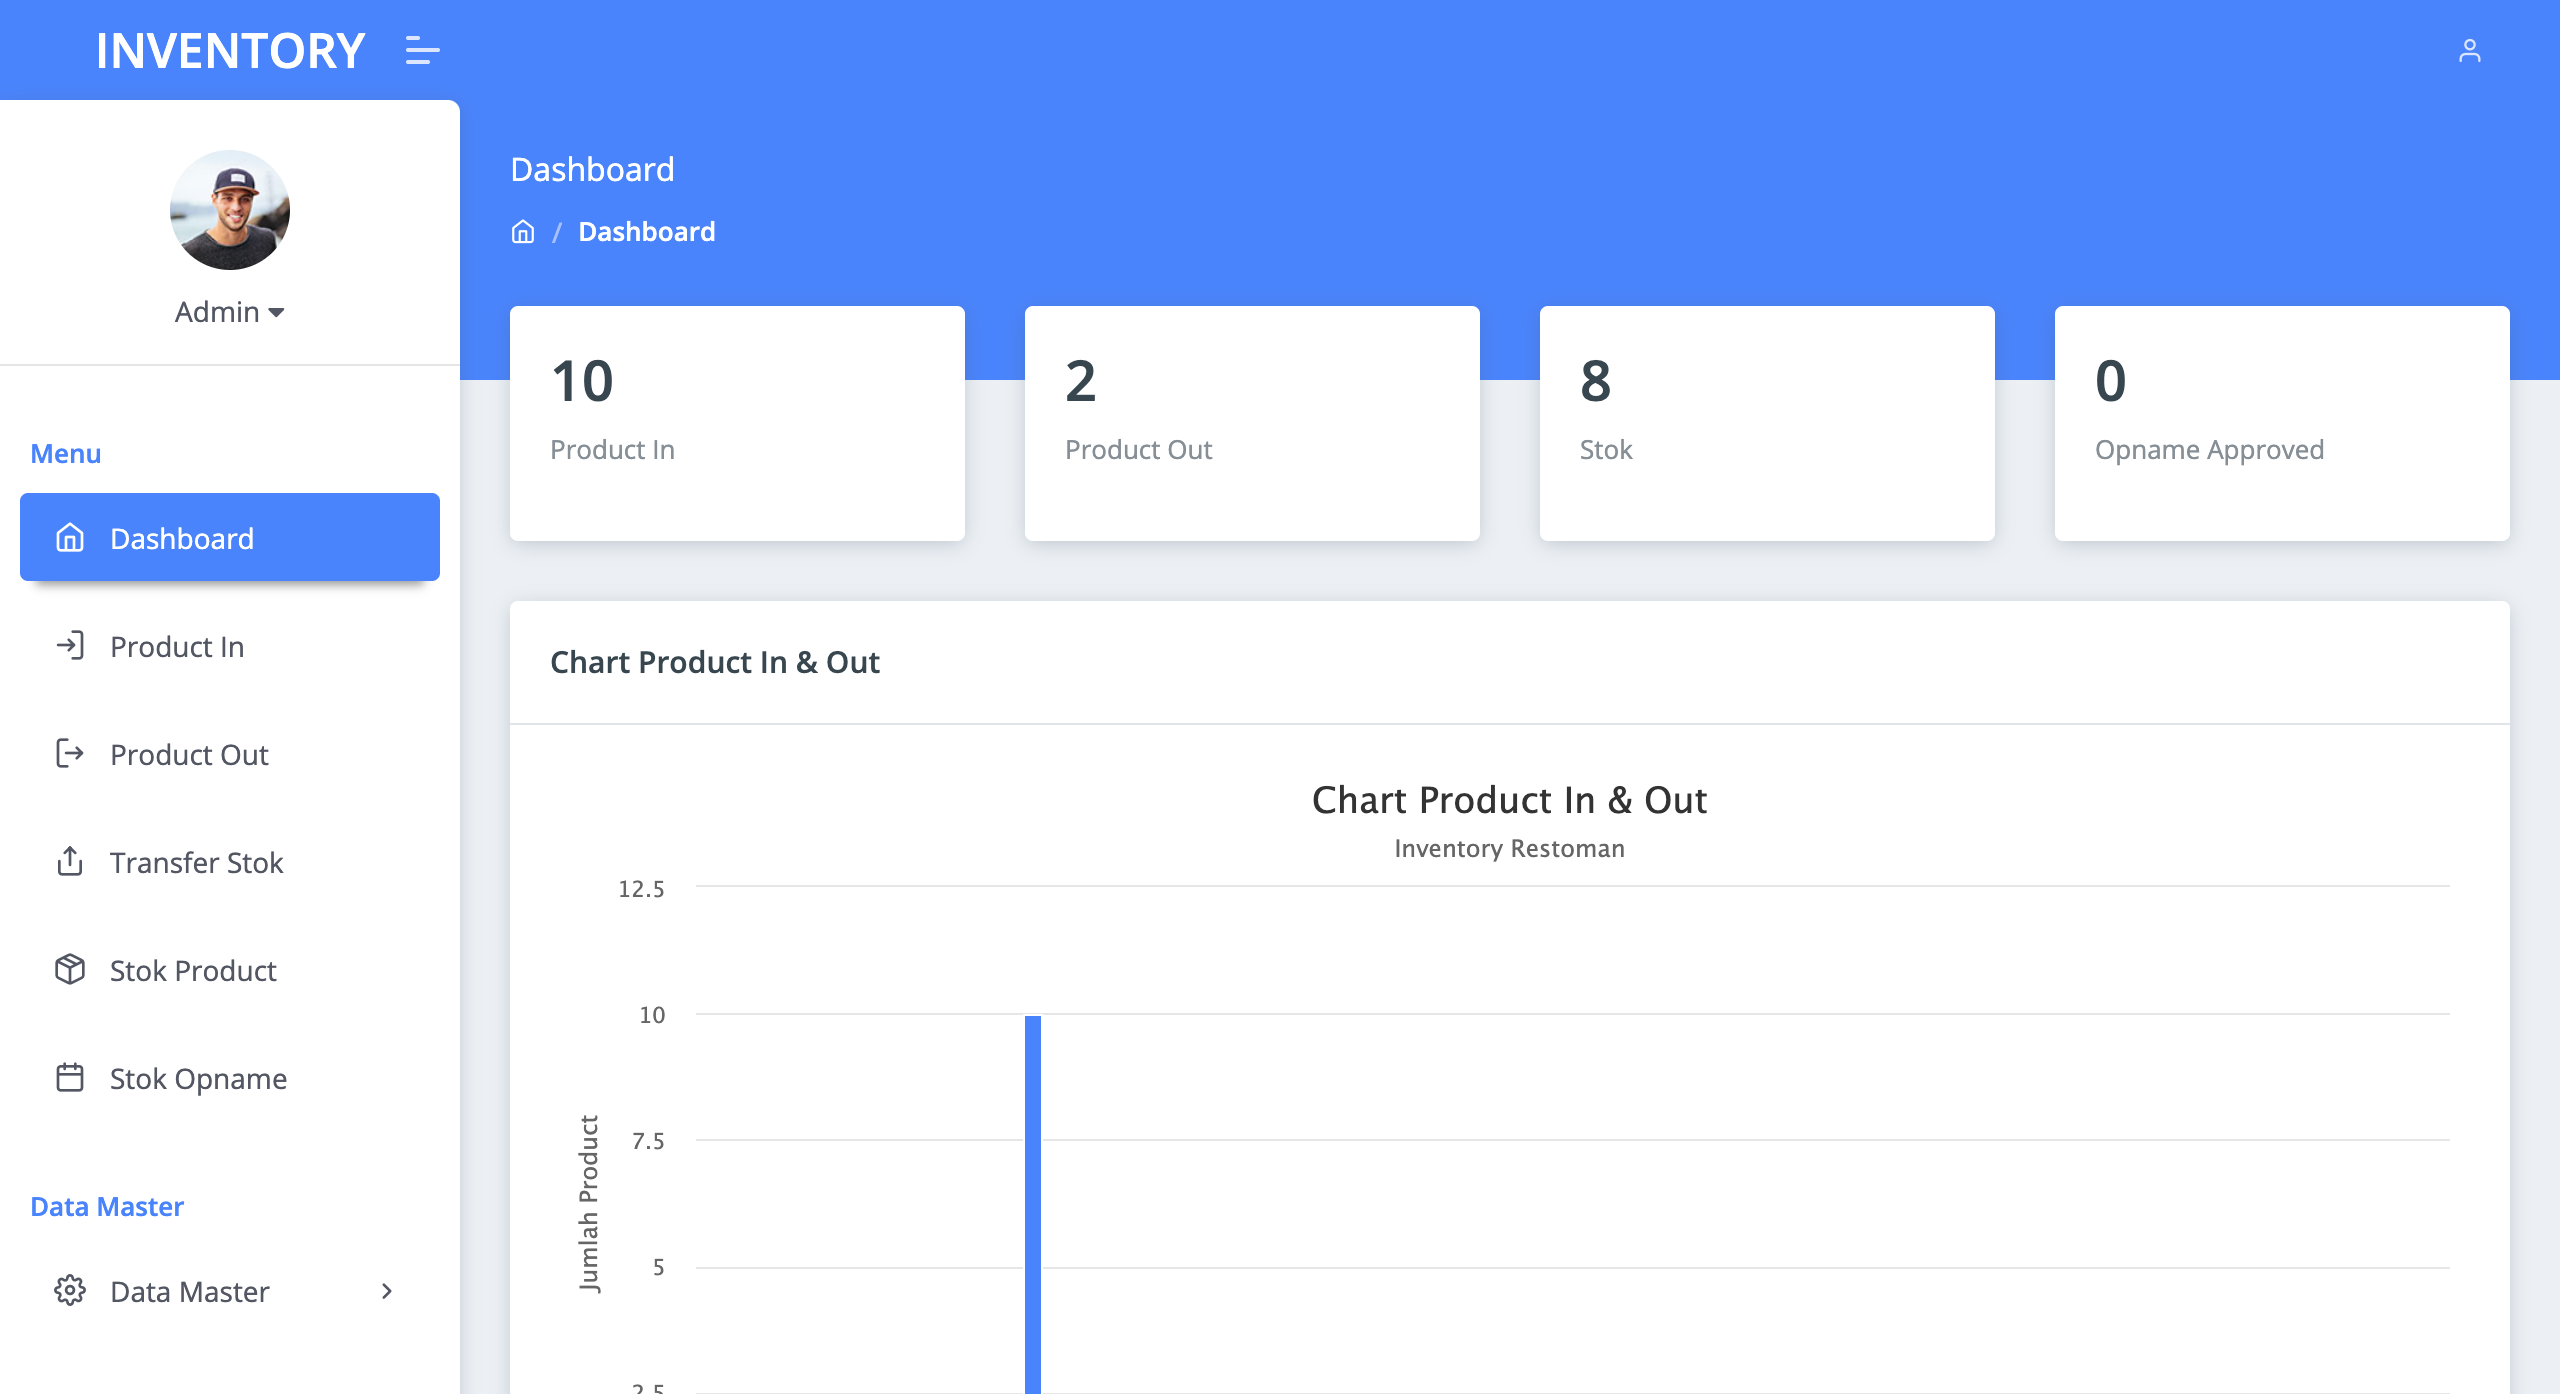 INVENTORY
Admin
Menu
Dashboard
Product In
Product Out
Transfer Stok
Stok Product
Stok Opname
Data Master
Data Master
Dashboard
/ Dashboard
10
Product In
2
Product Out
8
Stok
0
Opname Approved
Chart Product In & Out
Chart Product In & Out
Inventory Restoman
Jumlah Product
12.5
10
7.5
5
2.5